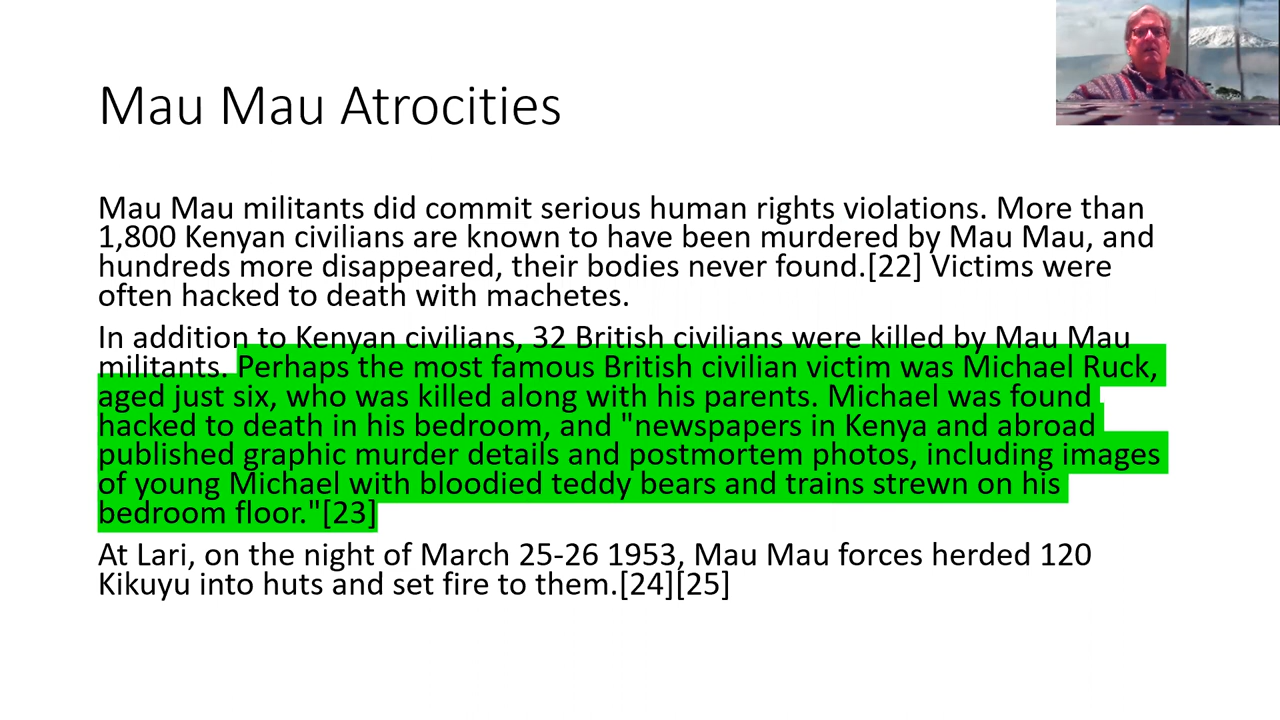 Mau Mau Atrocities
Mau Mau militants did commit serious human rights violations. More than
1,800 Kenyan civilians are known to have been murdered by Mau Mau, and
hundreds more disappeared, their bodies never found.[22] Victims were
often hacked to death with machetes.
In addition to Kenyan civilians, 32 British civilians were killed by Mau Mau
militants. Perhaps the most famous British civilian victim was Michael Ruck,
aged just six, who was killed along with his parents. Michael was found
hacked to death in his bedroom, and "newspapers in Kenya and abroad
published graphic murder details and postmortem photos, including images
of young Michael with bloodied teddy bears and trains strewn on his
bedroom floor."[23]
At Lari, on the night of March 25-26 1953, Mau Mau forces herded 120
Kikuyu into huts and set fire to them.[24][25]